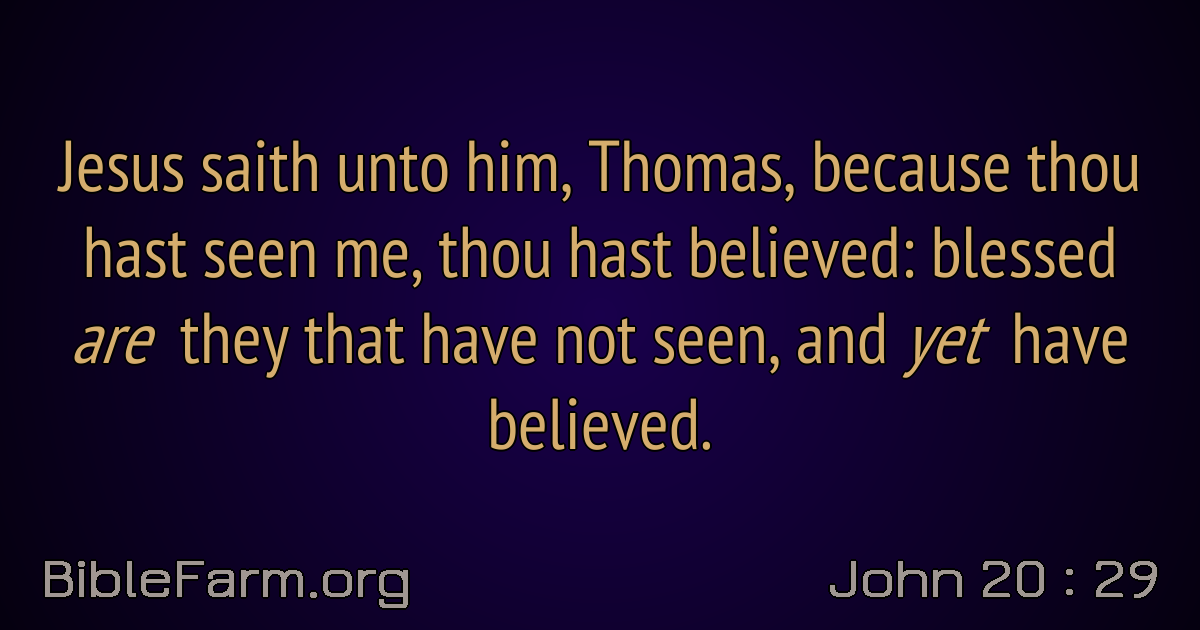 Jesus saith unto him, Thomas, because thou
hast seen me, thou hast believed: blessed
are they that have not seen, and yet have
believed.
BibleFarm.org
John 20 : 29